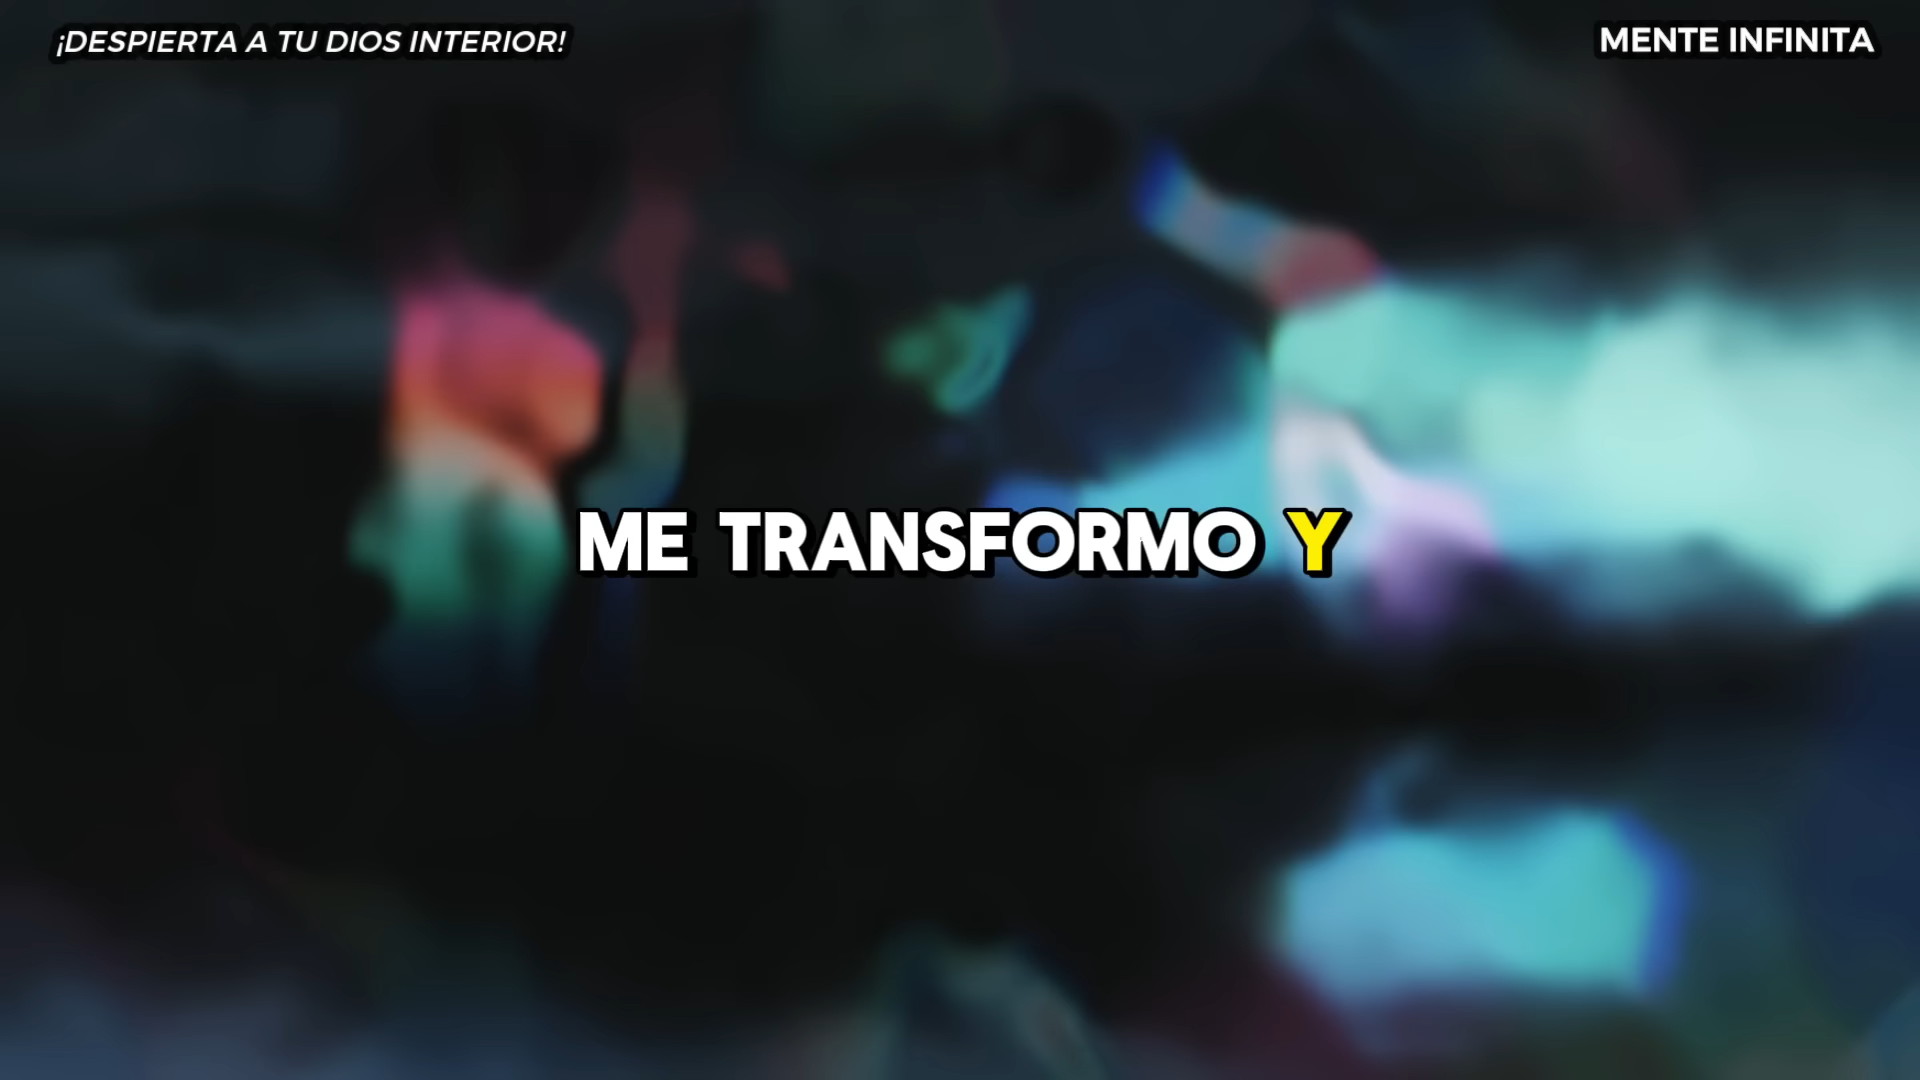 ¡DESPIERTA A TU DIOS INTERIOR!
MENTE INFINITA
ME TRANSFORMO Y